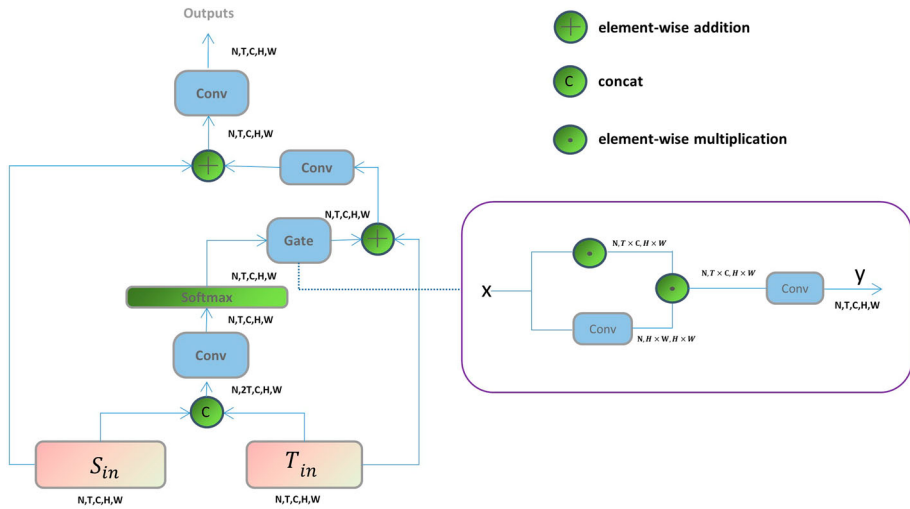 Outputs
N,T,C,H,W
Conv
N,T,C,H,W
Conv
N,T,C,H,W
Gate
N,T,C,H,W
Softmax
N,T,C,H,W
Conv
N,2T,C,H,W
C
S_in
T_in
N,T,C,H,W
N,T,C,H,W
element-wise addition
C
concat
element-wise multiplication
N,T × C,H × W
X
N,T × C,H × W
Conv
y
N,T,C,H,W
Conv
N,H × W,H × W